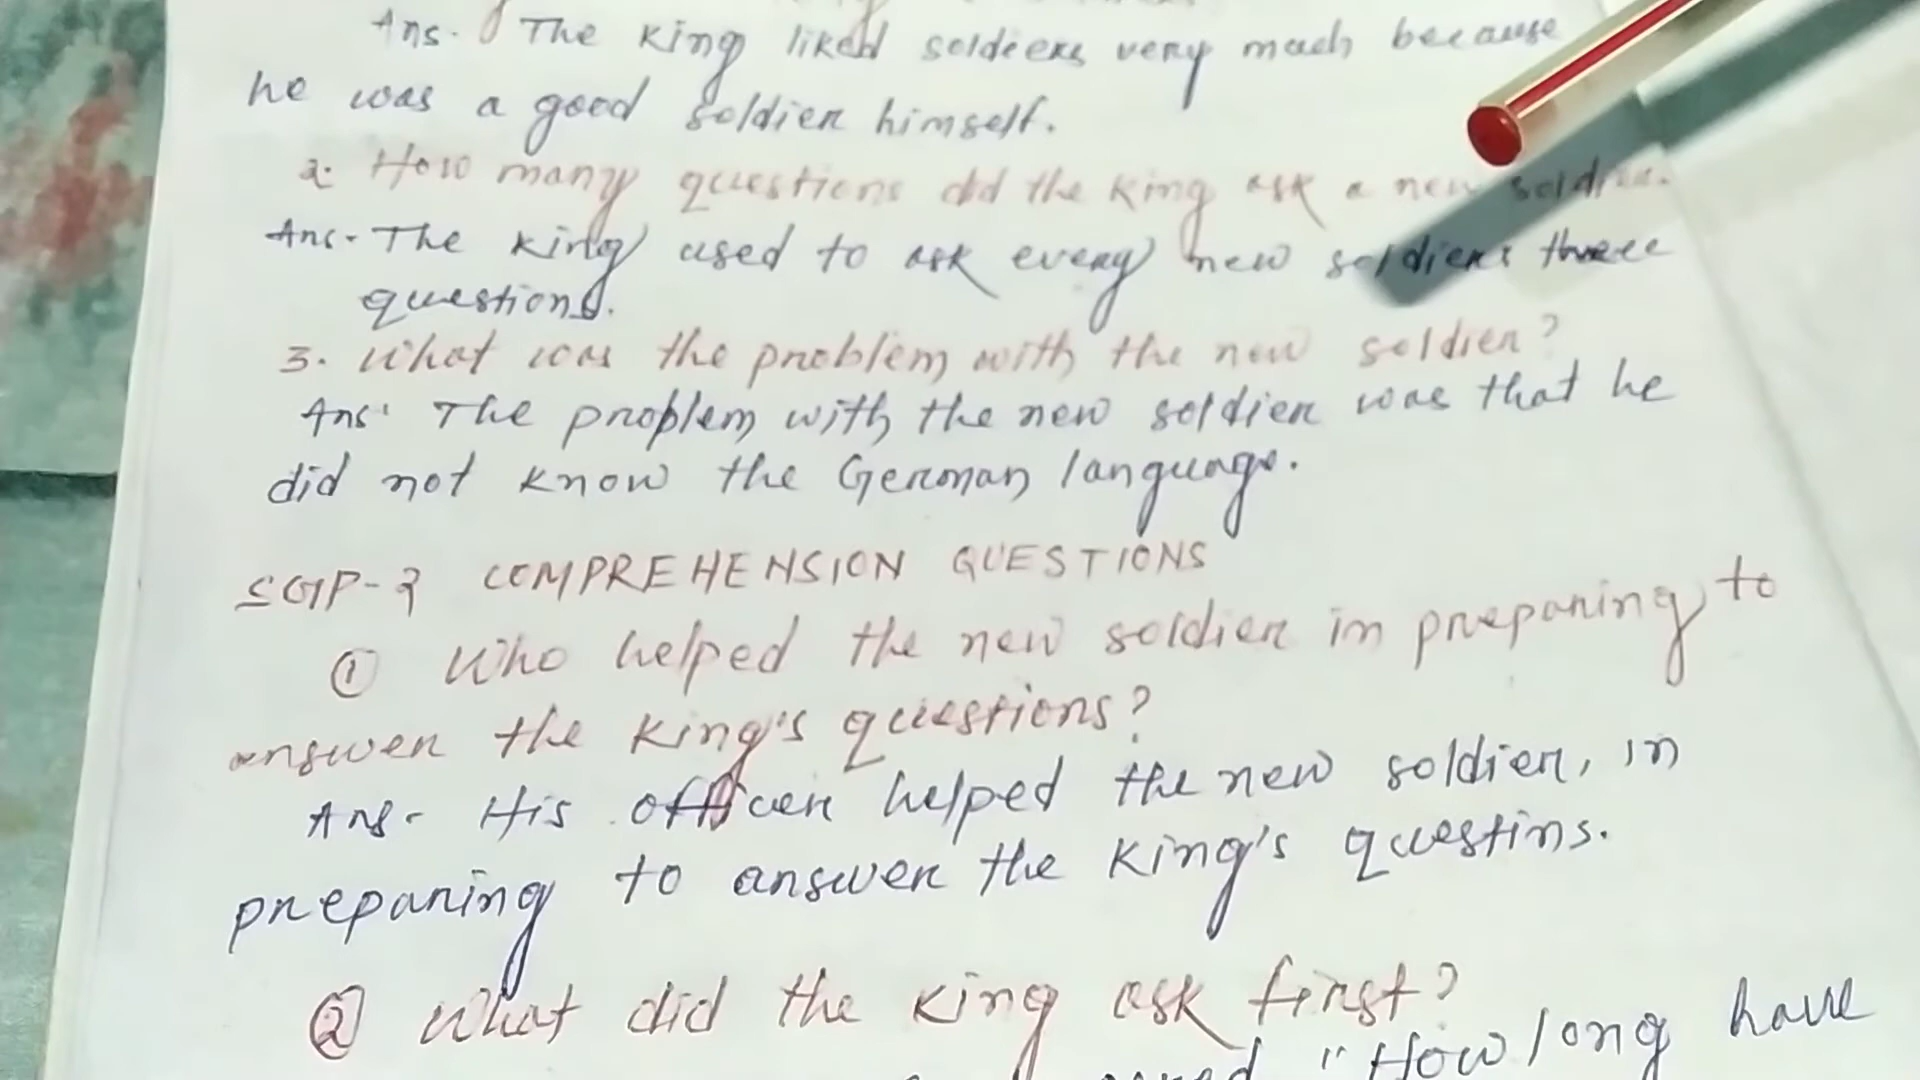 Ans. The King liked soldiers very much because
he was a good soldier himself.
2. How many questions did the King ask a new soldier.
Ans- The King used to ask every new soldiers three
questions.
3. What was the problem with the new soldier?
Ans: The problem with the new soldier was that he
did not know the German language.
SGP-2 COMPREHENSION QUESTIONS
① Who helped the new soldier in preparing to
answer the King's questions?
Ans- His officer helped the new soldier, in
preparing to answer the King's questins.
② What did the King ask first?
"How long have